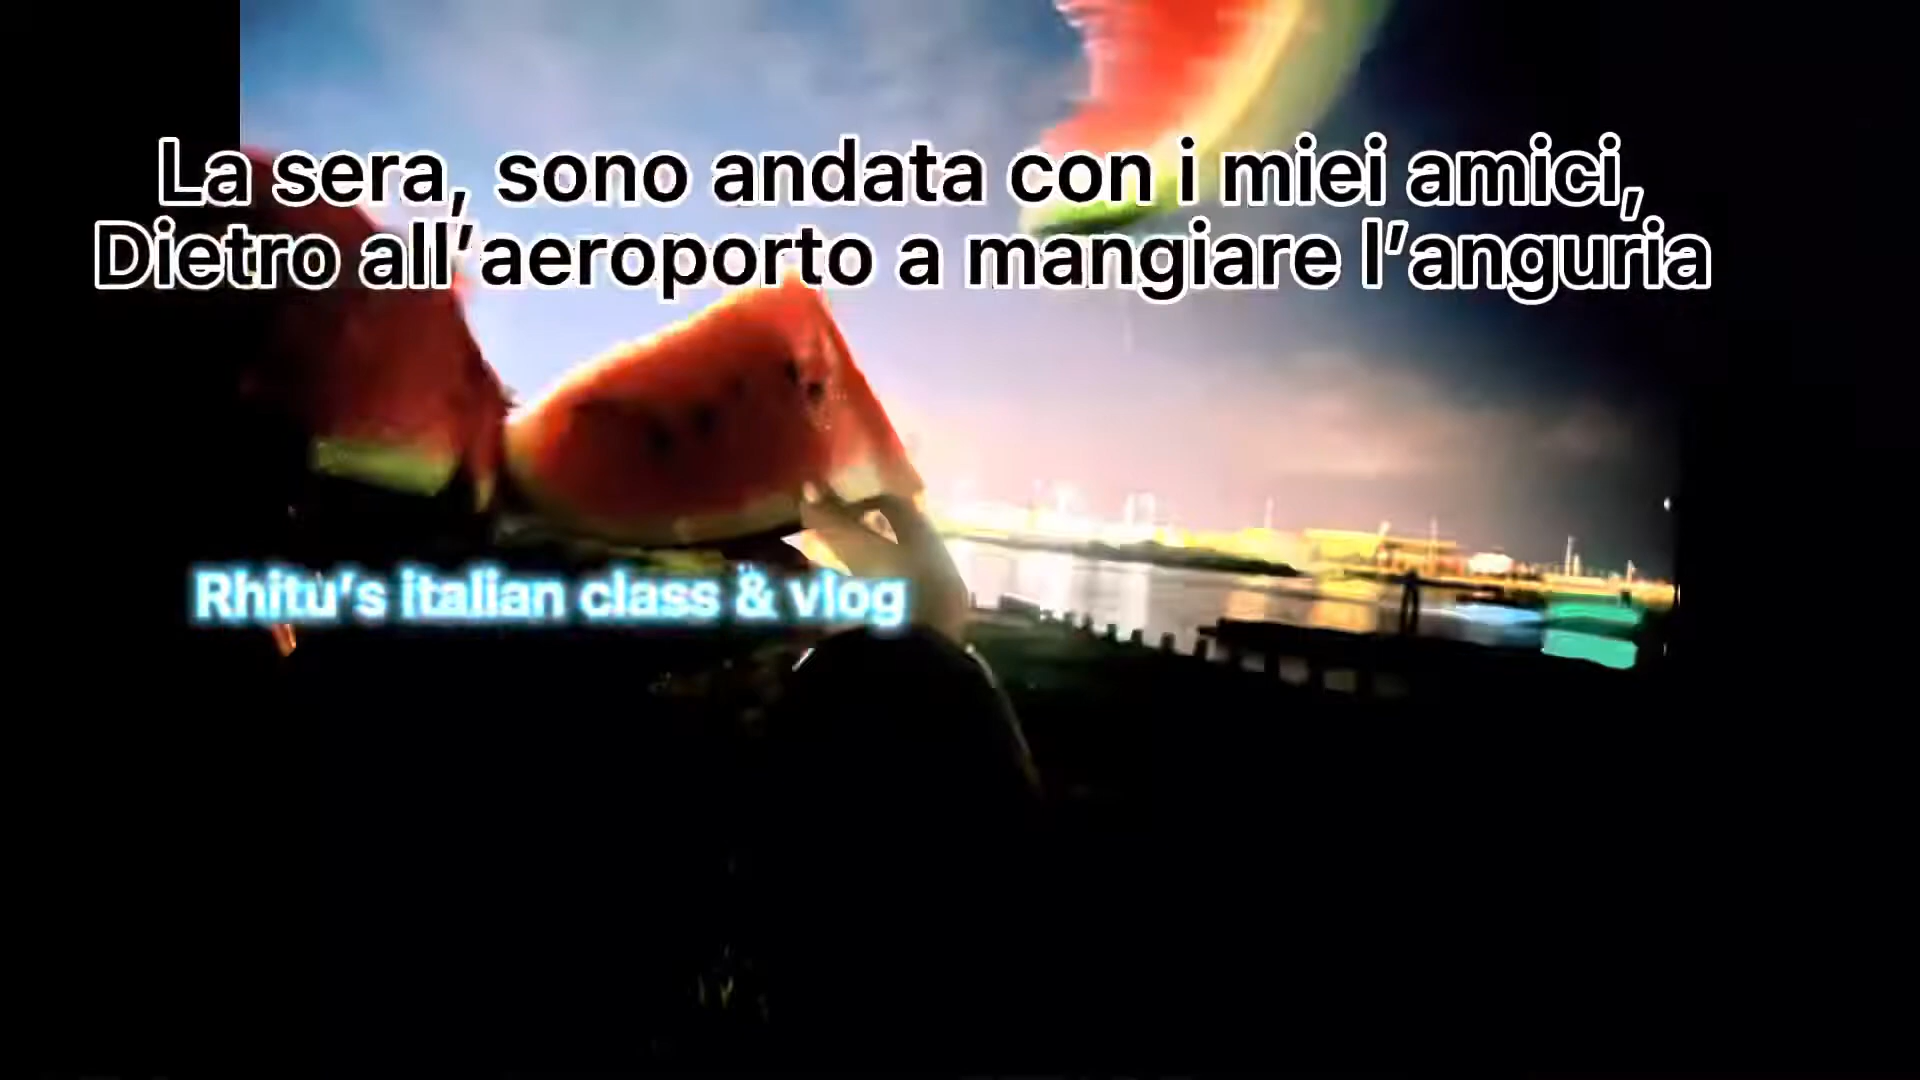 La sera, sono andata con i miei amici,
Dietro all’aeroporto a mangiare l’anguria
Rhitu’s italian class & vlog